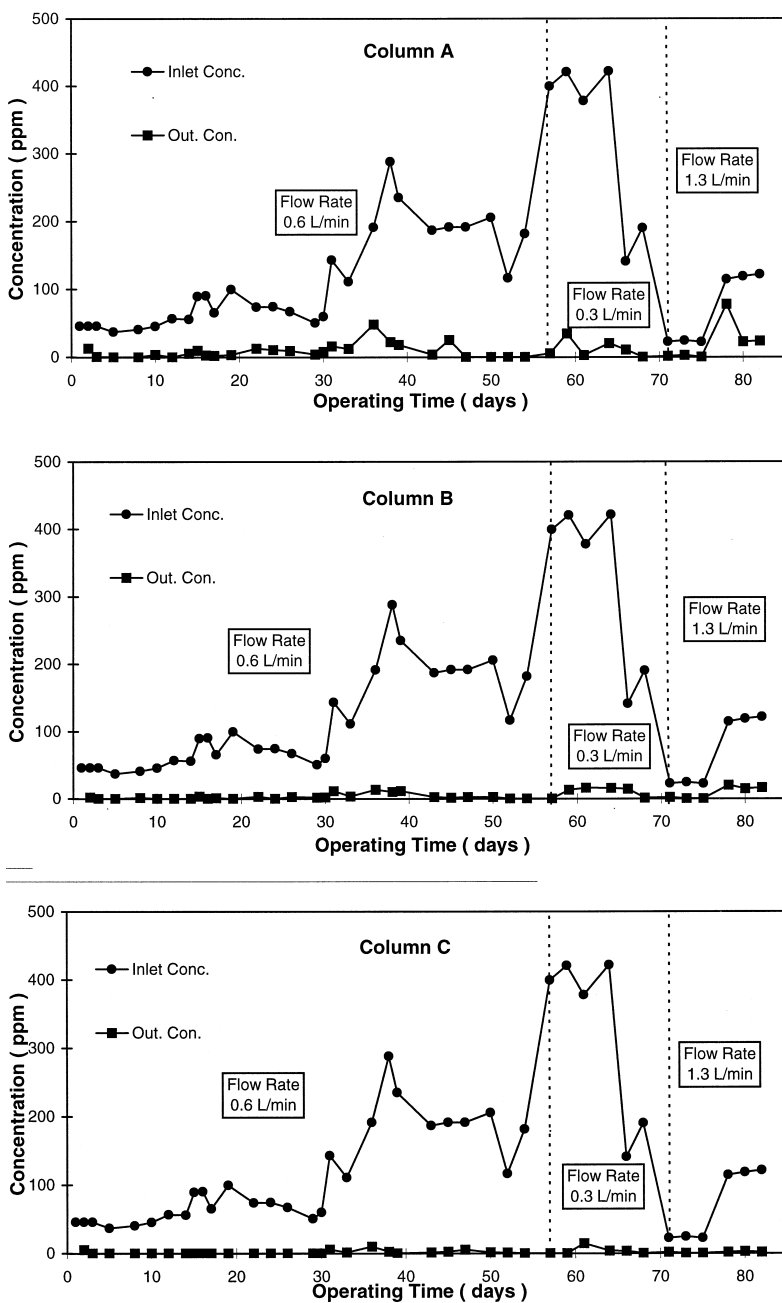 500
Column A
Inlet Conc.
400
Out. Con.
300
Flow Rate
1.3 L/min
Flow Rate
0.6 L/min
200
Flow Rate
0.3 L/min
100
0
0 10 20 30 40 50 60 70 80
Concentration ( ppm )
Operating Time ( days )
500
Column B
Inlet Conc.
400
Out. Con.
300
Flow Rate
1.3 L/min
Flow Rate
0.6 L/min
200
Flow Rate
0.3 L/min
100
0
0 10 20 30 40 50 60 70 80
Concentration ( ppm )
Operating Time ( days )
500
Column C
Inlet Conc.
400
Out. Con.
300
Flow Rate
1.3 L/min
Flow Rate
0.6 L/min
200
Flow Rate
0.3 L/min
100
0
0 10 20 30 40 50 60 70 80
Concentration ( ppm )
Operating Time ( days )